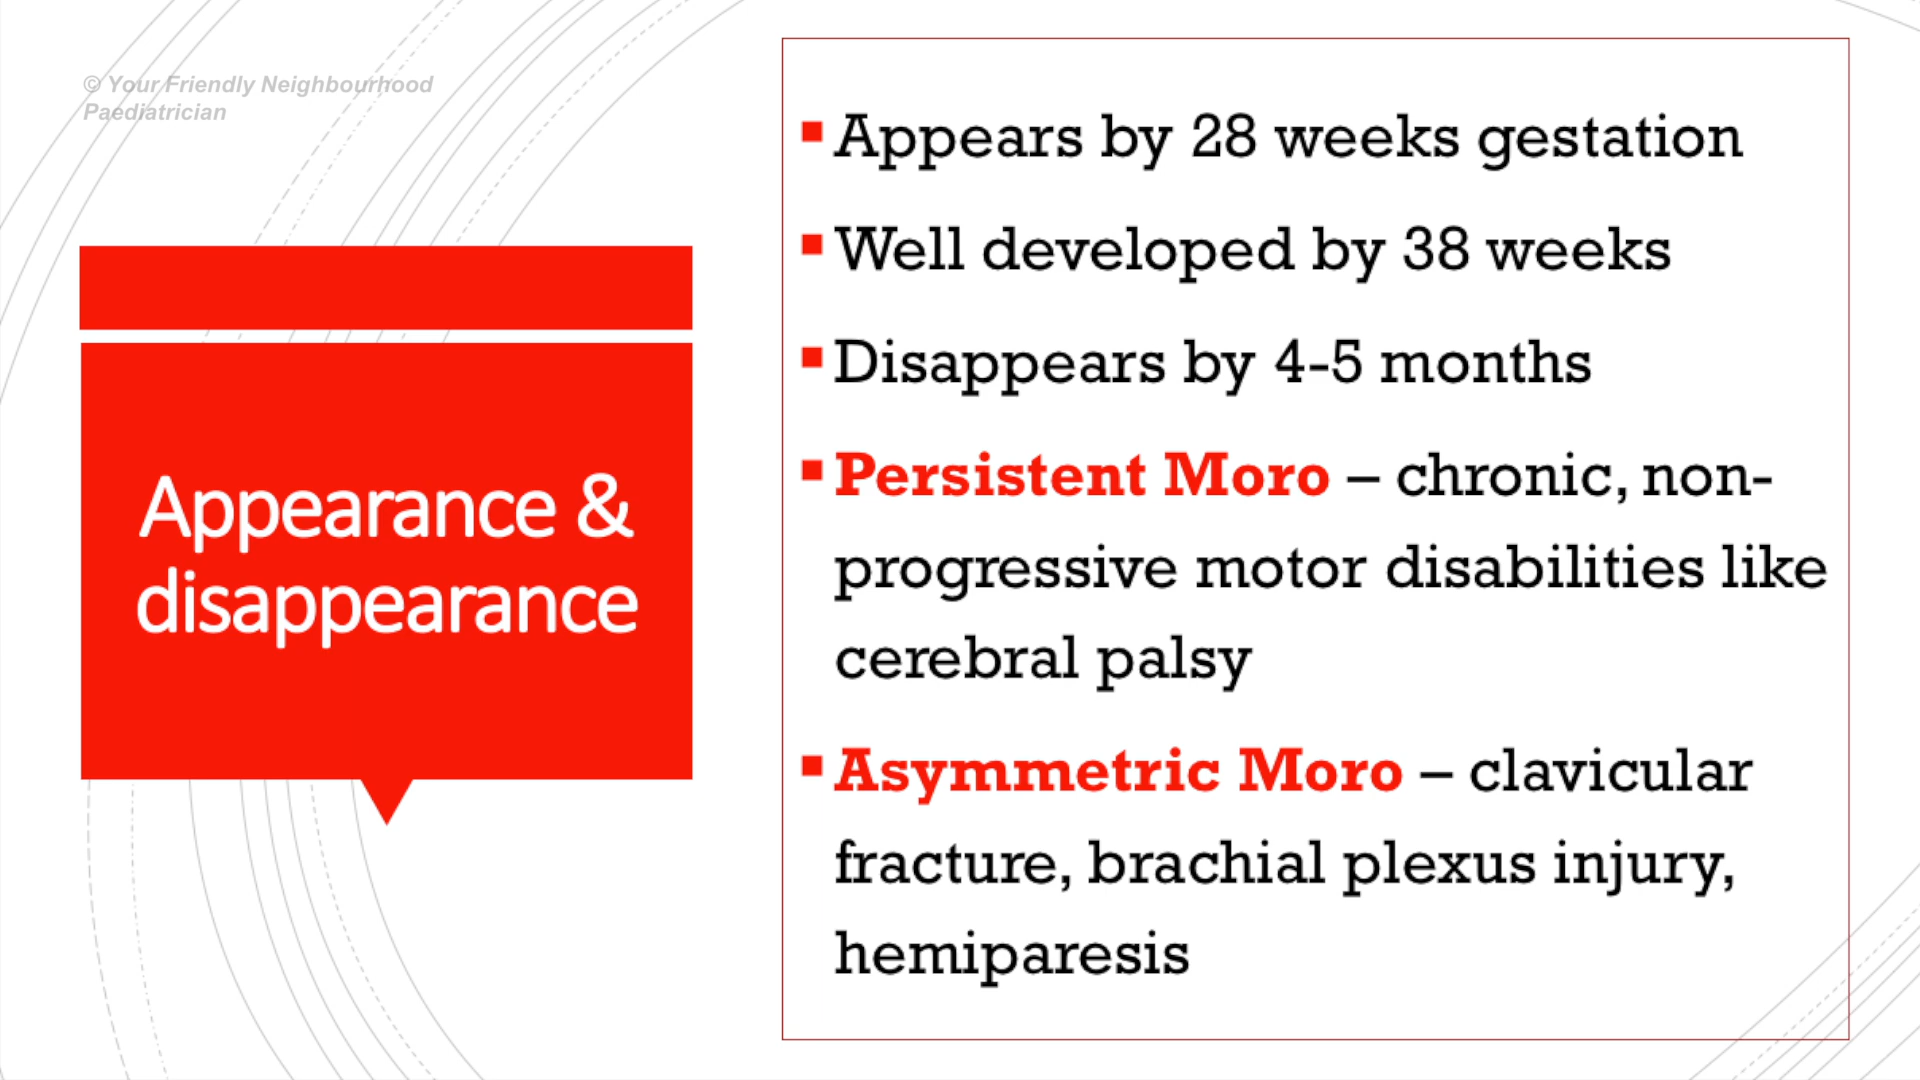 © Your Friendly Neighbourhood
Paediatrician
Appearance &
disappearance
▪Appears by 28 weeks gestation
▪Well developed by 38 weeks
▪Disappears by 4-5 months
▪Persistent Moro – chronic, non-
progressive motor disabilities like
cerebral palsy
▪Asymmetric Moro – clavicular
fracture, brachial plexus injury,
hemiparesis